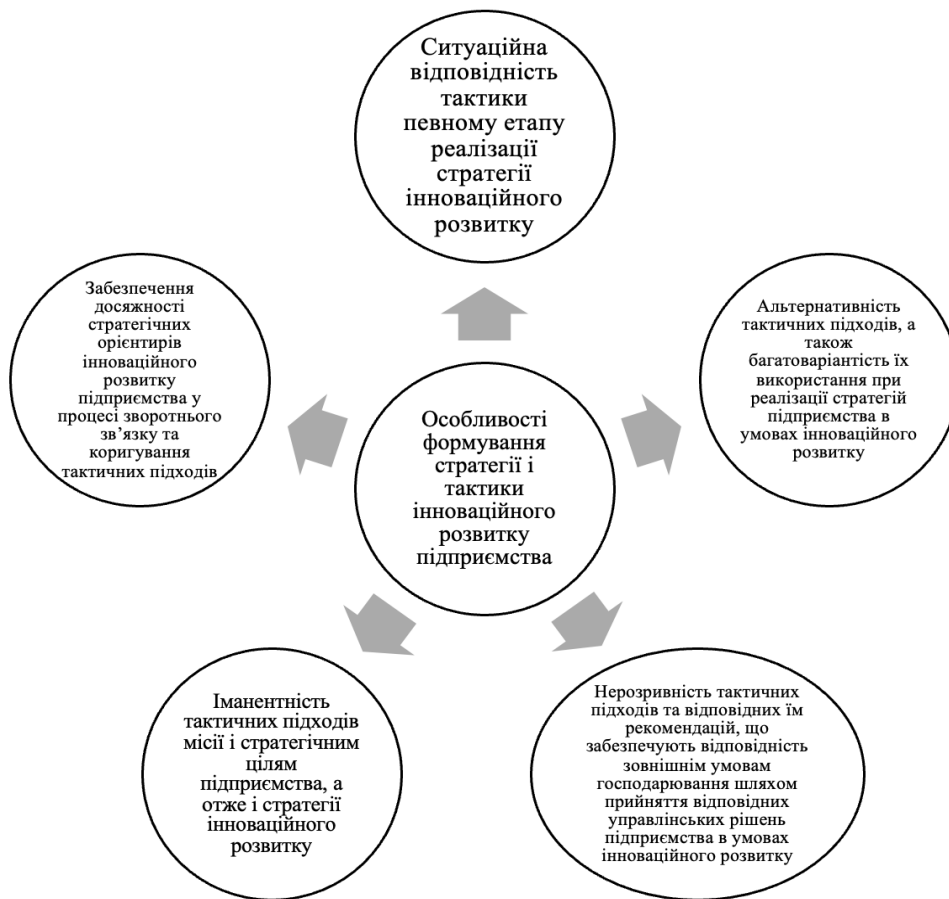 Ситуаційна
відповідність
тактики
певному етапу
реалізації
стратегії
інноваційного
розвитку
Забезпечення
досяжності
стратегічних
орієнтирів
інноваційного
розвитку
підприємства у
процесі зворотнього
зв’язку та
коригування
тактичних підходів
Альтернативність
тактичних підходів, а
також
багатоваріантість їх
використання при
реалізації стратегій
підприємства в
умовах інноваційного
розвитку
Особливості
формування
стратегії і
тактики
інноваційного
розвитку
підприємства
Іманентність
тактичних підходів
місії і стратегічним
цілям
підприємства, а
отже і стратегії
інноваційного
розвитку
Нерозривність тактичних
підходів та відповідних їм
рекомендацій, що
забезпечують відповідність
зовнішнім умовам
господарювання шляхом
прийняття відповідних
управлінських рішень
підприємства в умовах
інноваційного розвитку